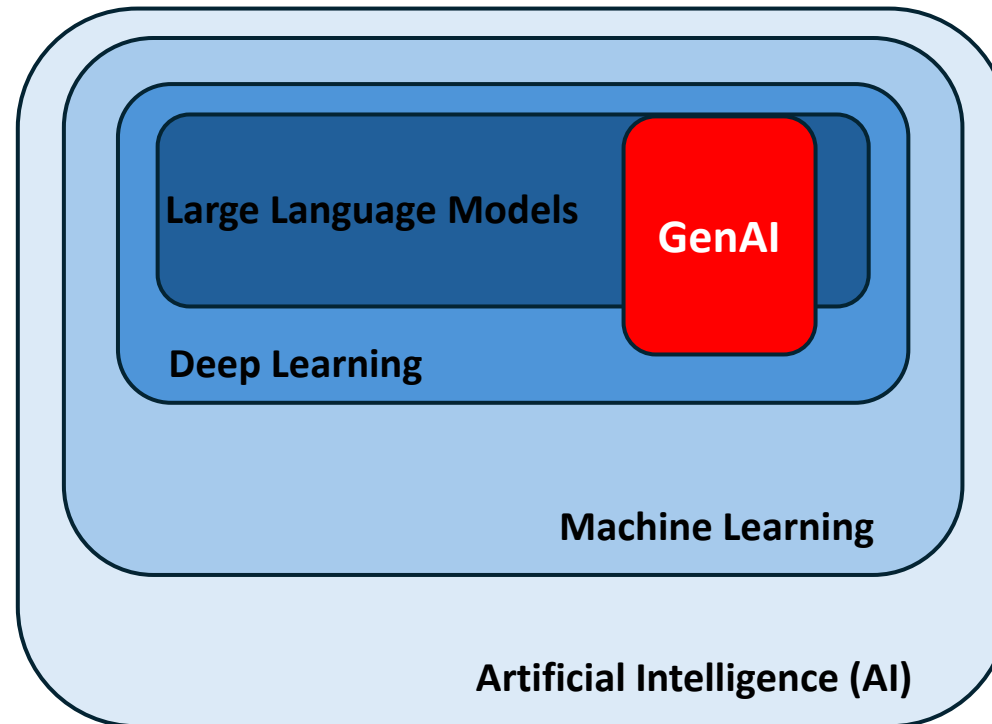 Large Language Models
GenAI
Deep Learning
Machine Learning
Artificial Intelligence (AI)